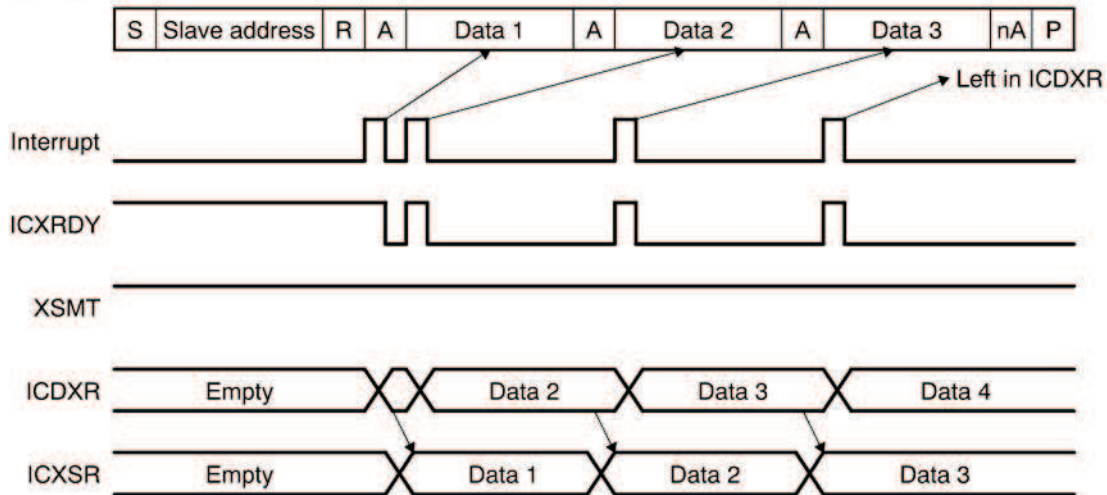 S Slave address R A Data 1 A Data 2 A Data 3 nA P
Left in ICDXR
Interrupt
ICXRDY
XSMT
ICDXR Empty Data 2 Data 3 Data 4
ICXSR Empty Data 1 Data 2 Data 3